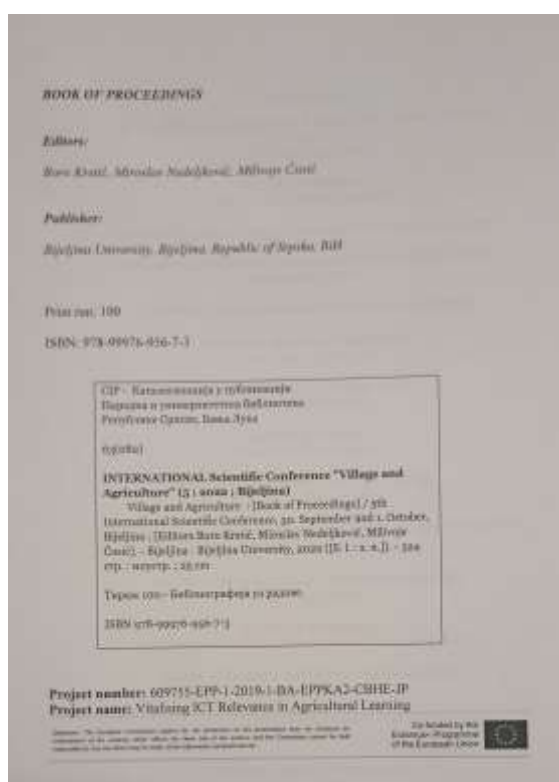 BOOK OF PROCEEDINGS
Editors:
Boro Krstić, Miroslav Nedeljković, Milivoje Ćosić
Publisher:
Bijeljina University, Bijeljina, Republic of Srpska, BiH
Print run, 100
ISBN: 978-99976-956-7-3
CIP - Каталогизација у публикацији
Народна и универзитетска библиотека
Републике Српске, Бања Лука
INTERNATIONAL Scientific Conference "Village and
Agriculture" (5 ; 2022 ; Bijeljina)
Village and Agriculture : [Book of Proceedings] / 5th
International Scientific Conference, 30. September and 1. October,
Bijeljina ; [Editors Boro Krstić, Miroslav Nedeljković, Milivoje
Ćosić]. - Bijeljina : Bijeljina University, 2022
стр. : илустр. ; 25 cm
Тираж 100. - Библиографија уз радове.
ISBN 978-99976-956-7-3
Project number: 609755-EPP-1-2019-1-BA-EPPKA2-CBHE-JP
Project name: Vitalising ICT Relevance in Agricultural Learning
Co-funded by the
Erasmus+ Programme
of the European Union